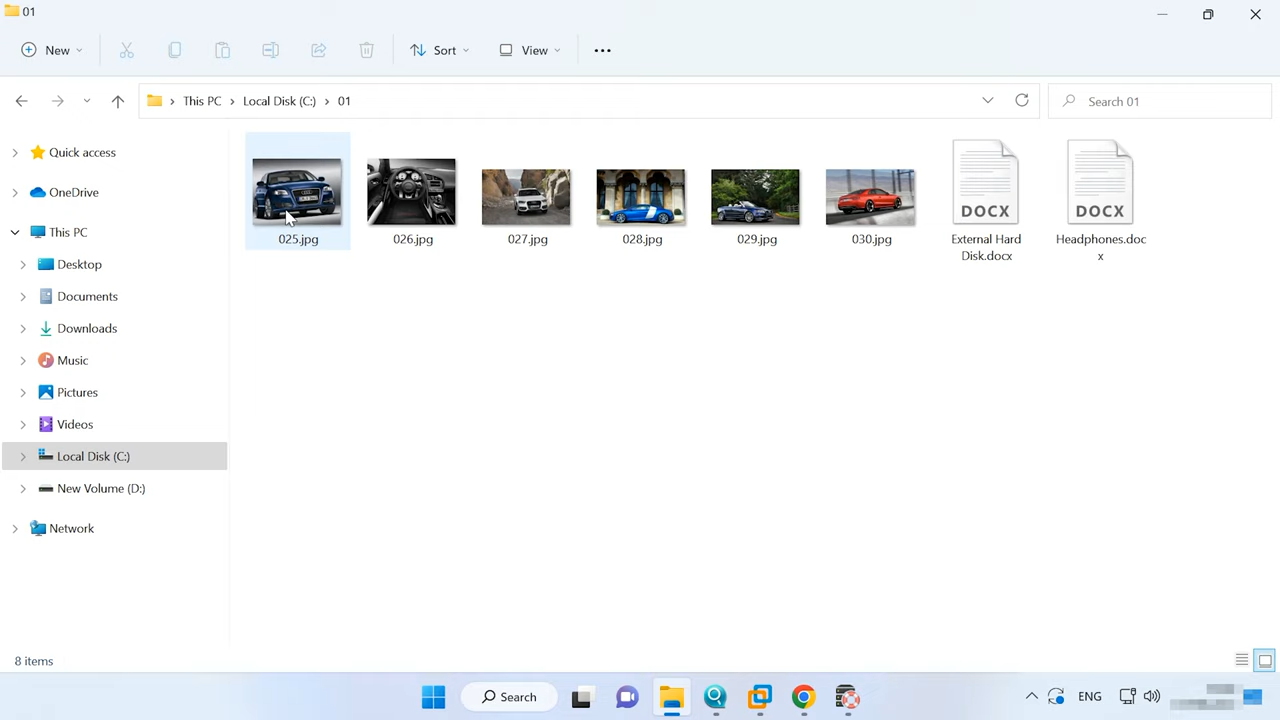 01
New
Sort
View
This PC
Local Disk (C:)
01
Search 01
Quick access
OneDrive
This PC
Desktop
Documents
Downloads
Music
Pictures
Videos
Local Disk (C:)
New Volume (D:)
Network
DOCX
DOCX
025.jpg
026.jpg
027.jpg
028.jpg
029.jpg
030.jpg
External Hard
Disk.docx
Headphones.doc
x
8 items
Search
ENG